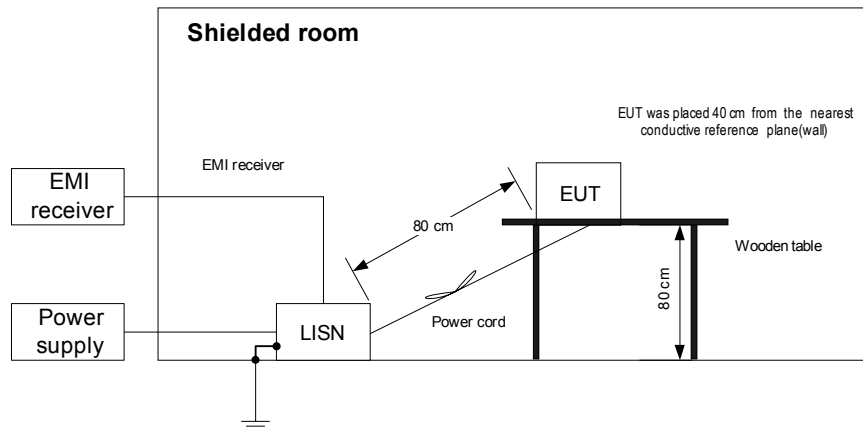 Shielded room
EUT was placed 40 cm from the nearest
conductive reference plane(wall)
EMI receiver
EMI
receiver
EUT
80 cm
Wooden table
80 cm
Power
supply
LISN
Power cord